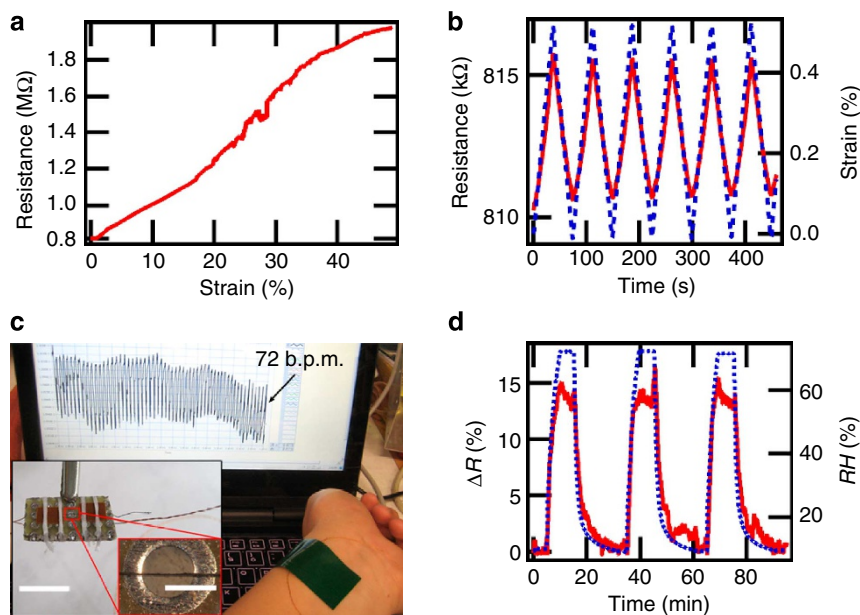 a
Resistance (MΩ)
1.8
1.6
1.4
1.2
1.0
0.8
0
10
20
30
40
Strain (%)
b
Resistance (kΩ)
815
810
0.4
0.2
0.0
Strain (%)
0
100
200
300
400
Time (s)
c
72 b.p.m.
d
ΔR (%)
15
10
5
0
60
40
20
RH (%)
0
20
40
60
80
Time (min)